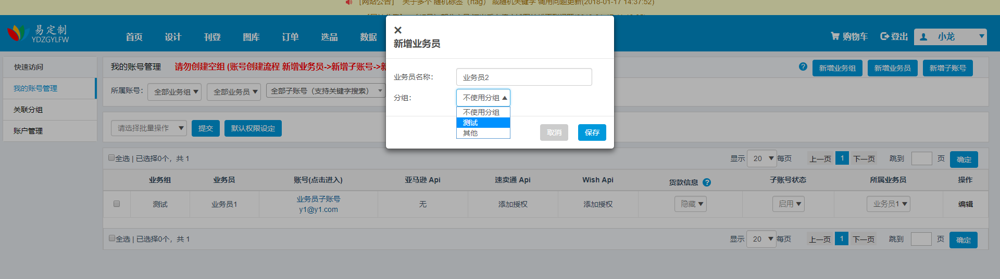 [网站公告] 关于多个 随机标签（rtag） 或随机关键字 调用问题更新(2018-01-17 14:37:52)
易定制
YDZGYLFW
首页 设计 刊登 图库 订单 选品 数据
购物车 登出 小龙
新增业务员
业务员名称： 业务员2
分组： 不使用分组
不使用分组
测试
其他
取消 保存
快速访问
我的账号管理
关联分组
账户管理
我的账号管理 请勿创建空组 (账号创建流程 新增业务员->新增子账号->新
? 新增业务组 新增业务员 新增子账号
所属账号： 全部业务组 全部业务员 全部子账号（支持关键字搜索）
请选择批量操作 提交 默认权限设定
全选 | 已选择0个，共 1 显示 20 每页 上一页 1 下一页 跳到 页 确定
业务组 业务员 账号(点击进入) 亚马逊 Api 速卖通 Api Wish Api 货款信息 ? 子账号状态 所属业务员 操作
测试 业务员1 业务员子账号 无 添加授权 添加授权 隐藏 启用 业务员1 编辑
y1@y1.com
全选 | 已选择0个，共 1 显示 20 每页 上一页 1 下一页 跳到 页 确定